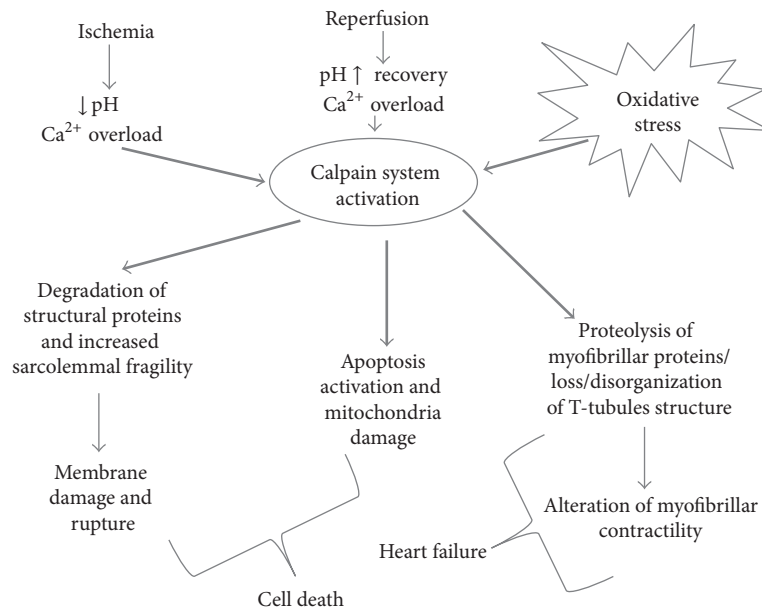 Ischemia
↓pH
Ca²⁺ overload
Reperfusion
pH ↑ recovery
Ca²⁺ overload
Oxidative
stress
Calpain system
activation
Degradation of
structural proteins
and increased
sarcolemmal fragility
Membrane
damage and
rupture
Apoptosis
activation and
mitochondria
damage
Proteolysis of
myofibrillar proteins/
loss/disorganization
of T-tubules structure
Alteration of myofibrillar
contractility
Heart failure
Cell death